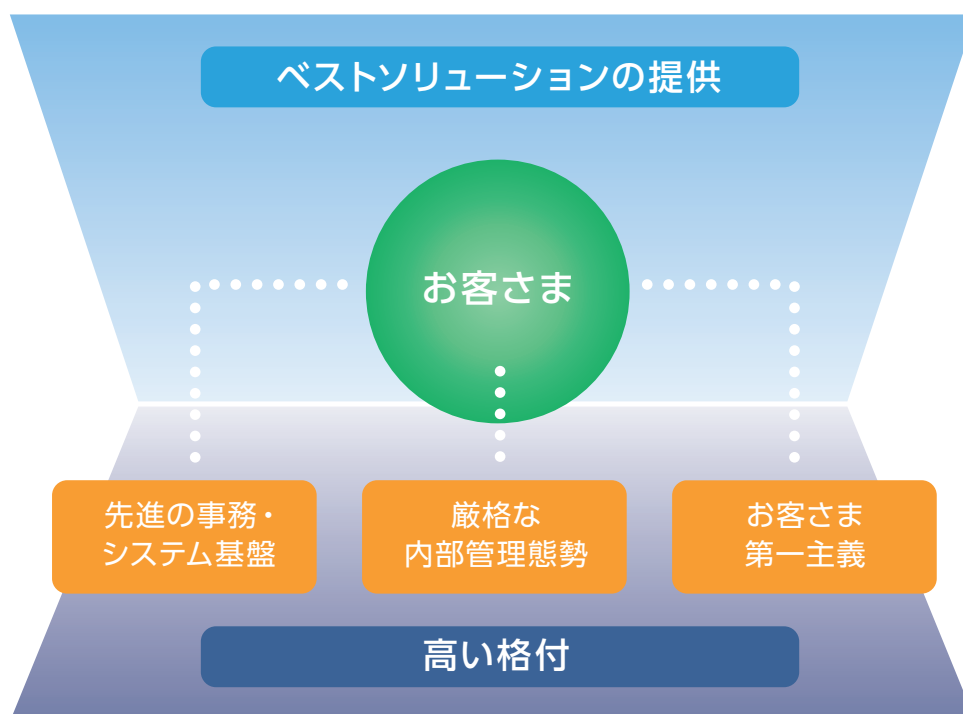 ベストソリューションの提供
お客さま
先進の事務・
システム基盤
厳格な
内部管理態勢
お客さま
第一主義
高い格付